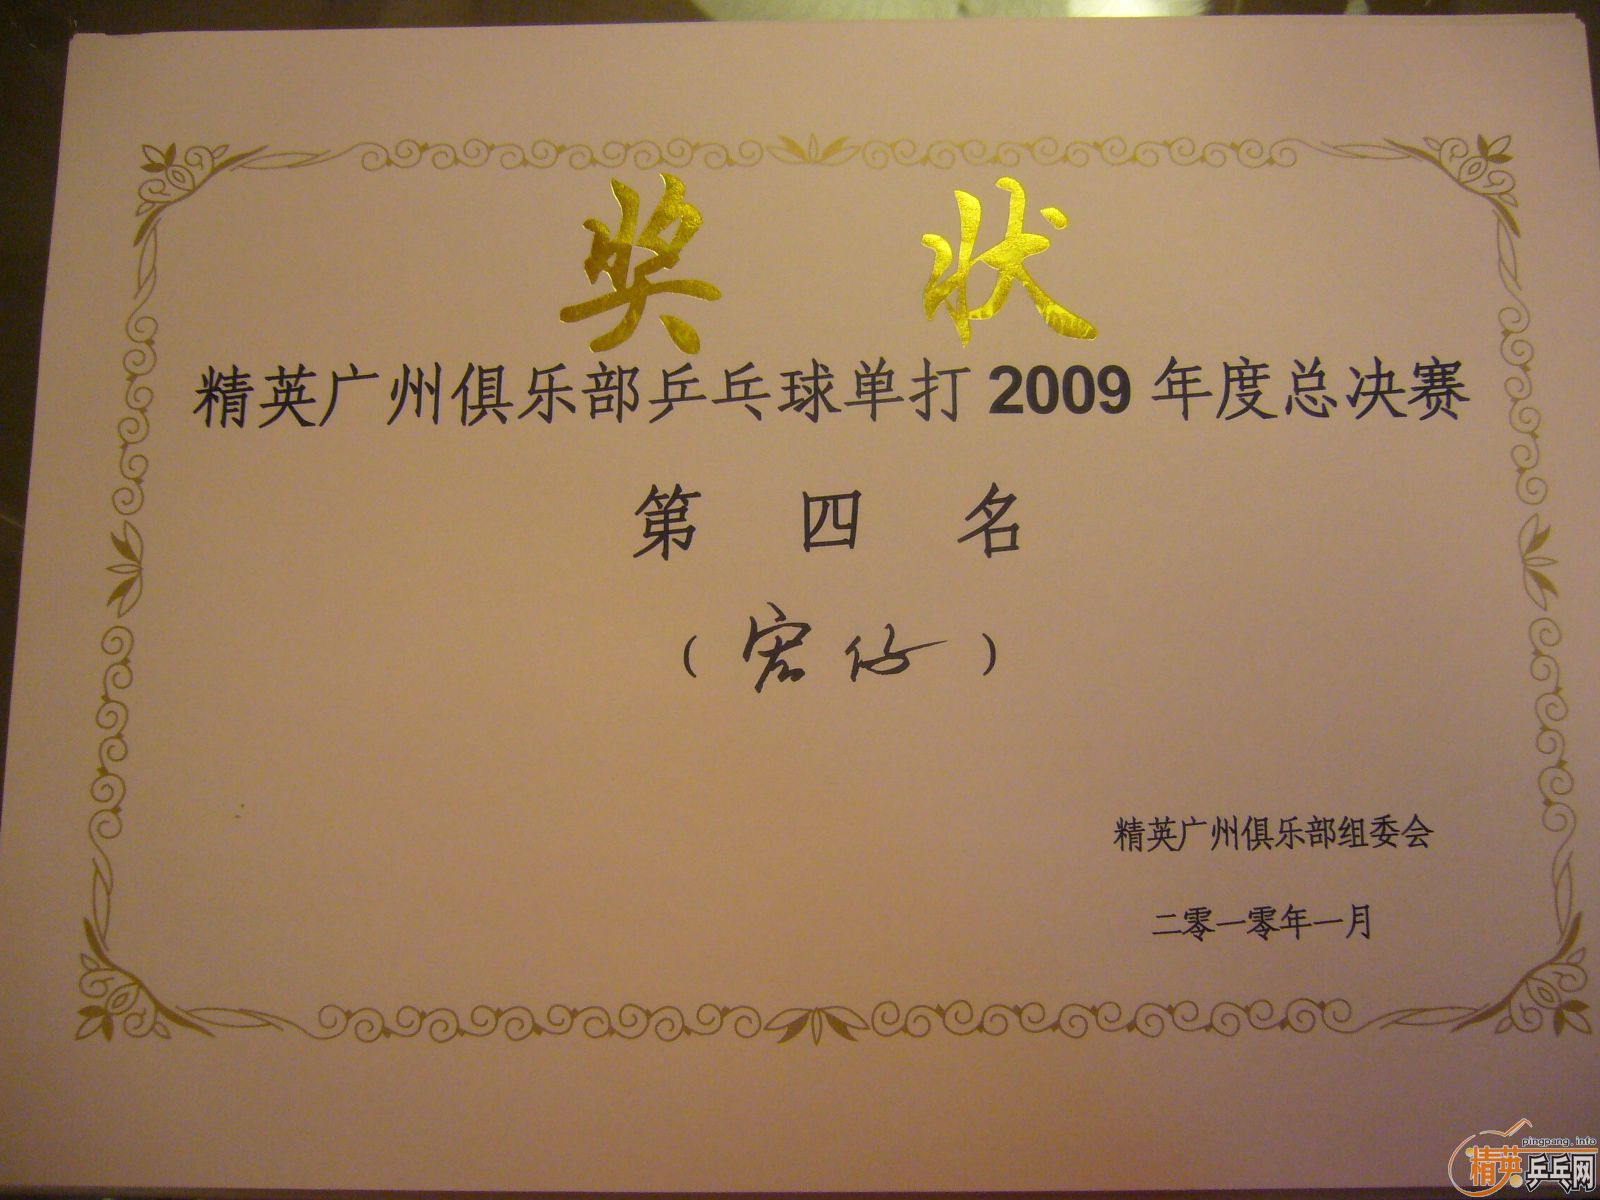 奖 状
精英广州俱乐部乒乓球单打2009年度总决赛
第 四 名
（宏仔）
精英广州俱乐部组委会
二零一零年一月
pingpang.info
精英乒乓网